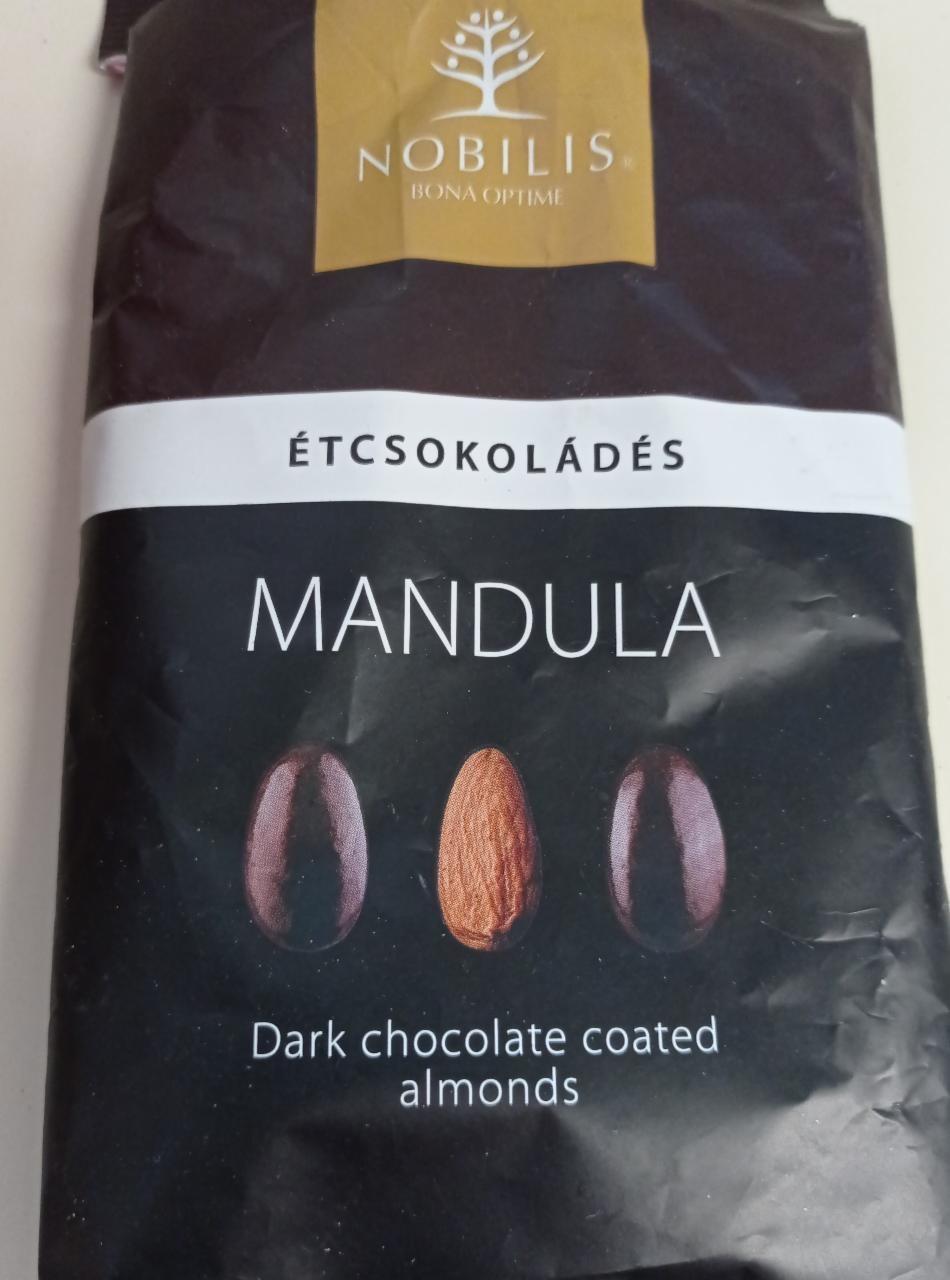 NOBILIS®
BONA OPTIME
ÉTCSOKOLÁDÉS
MANDULA
Dark chocolate coated
almonds